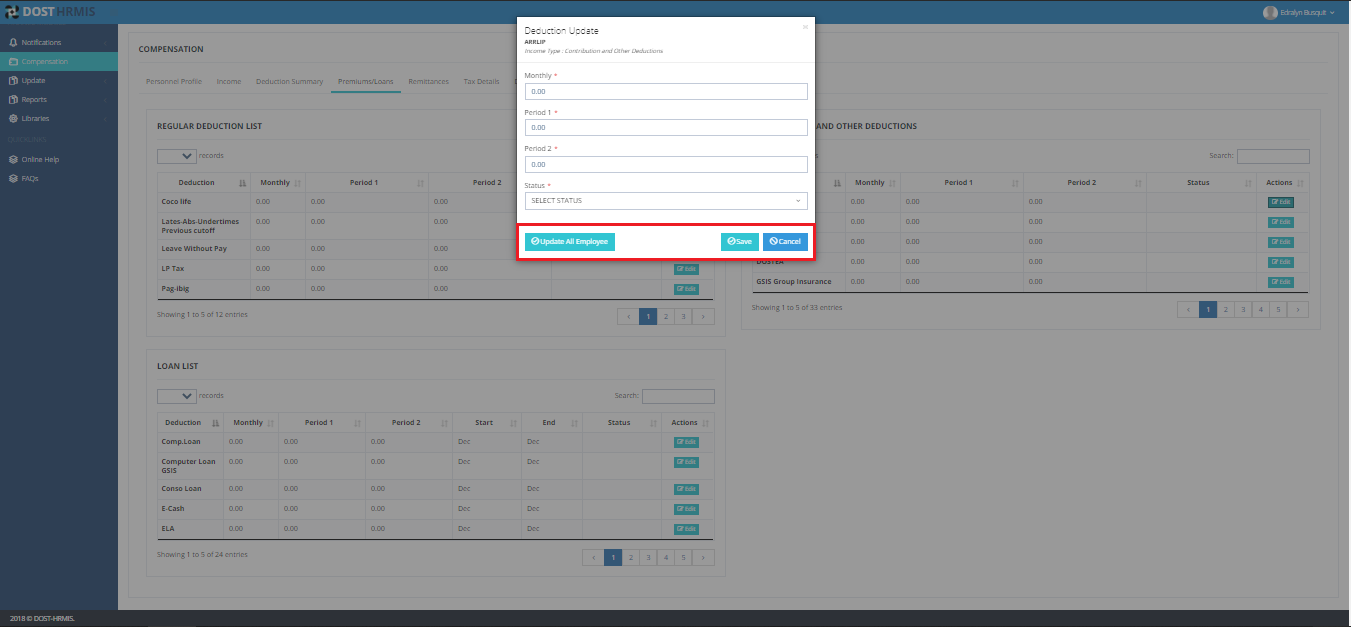 DOST-HRMIS
Edralyn Busquit
Notifications
Compensation
Update
Reports
Libraries
QUICKLINKS
Online Help
FAQs
COMPENSATION
Personnel Profile Income Deduction Summary Premiums/Loans Remittances Tax Details
Deduction Update ×
ARRLIP
Income Type : Contribution and Other Deductions
Monthly *
0.00
Period 1 *
0.00
Period 2 *
0.00
Status *
SELECT STATUS
Update All Employee Save Cancel
REGULAR DEDUCTION LIST
records
Deduction Monthly Period 1 Period 2
Coco life 0.00 0.00 0.00
Lates-Abs-Undertimes 0.00 0.00 0.00
Previous cutoff
Leave Without Pay 0.00 0.00 0.00
LP Tax 0.00 0.00 0.00 Edit
Pag-ibig 0.00 0.00 0.00 Edit
Showing 1 to 5 of 12 entries
‹ 1 2 3 ›
AND OTHER DEDUCTIONS
Search:
Monthly Period 1 Period 2 Status Actions
0.00 0.00 0.00 Edit
0.00 0.00 0.00 Edit
0.00 0.00 0.00 Edit
DOSTEA 0.00 0.00 0.00 Edit
GSIS Group Insurance 0.00 0.00 0.00 Edit
Showing 1 to 5 of 33 entries
‹ 1 2 3 4 5 ›
LOAN LIST
records Search:
Deduction Monthly Period 1 Period 2 Start End Status Actions
Comp.Loan 0.00 0.00 0.00 Dec Dec Edit
Computer Loan 0.00 0.00 0.00 Dec Dec Edit
GSIS
Conso Loan 0.00 0.00 0.00 Dec Dec Edit
E-Cash 0.00 0.00 0.00 Dec Dec Edit
ELA 0.00 0.00 0.00 Dec Dec Edit
Showing 1 to 5 of 24 entries
‹ 1 2 3 4 5 ›
2018 © DOST-HRMIS.